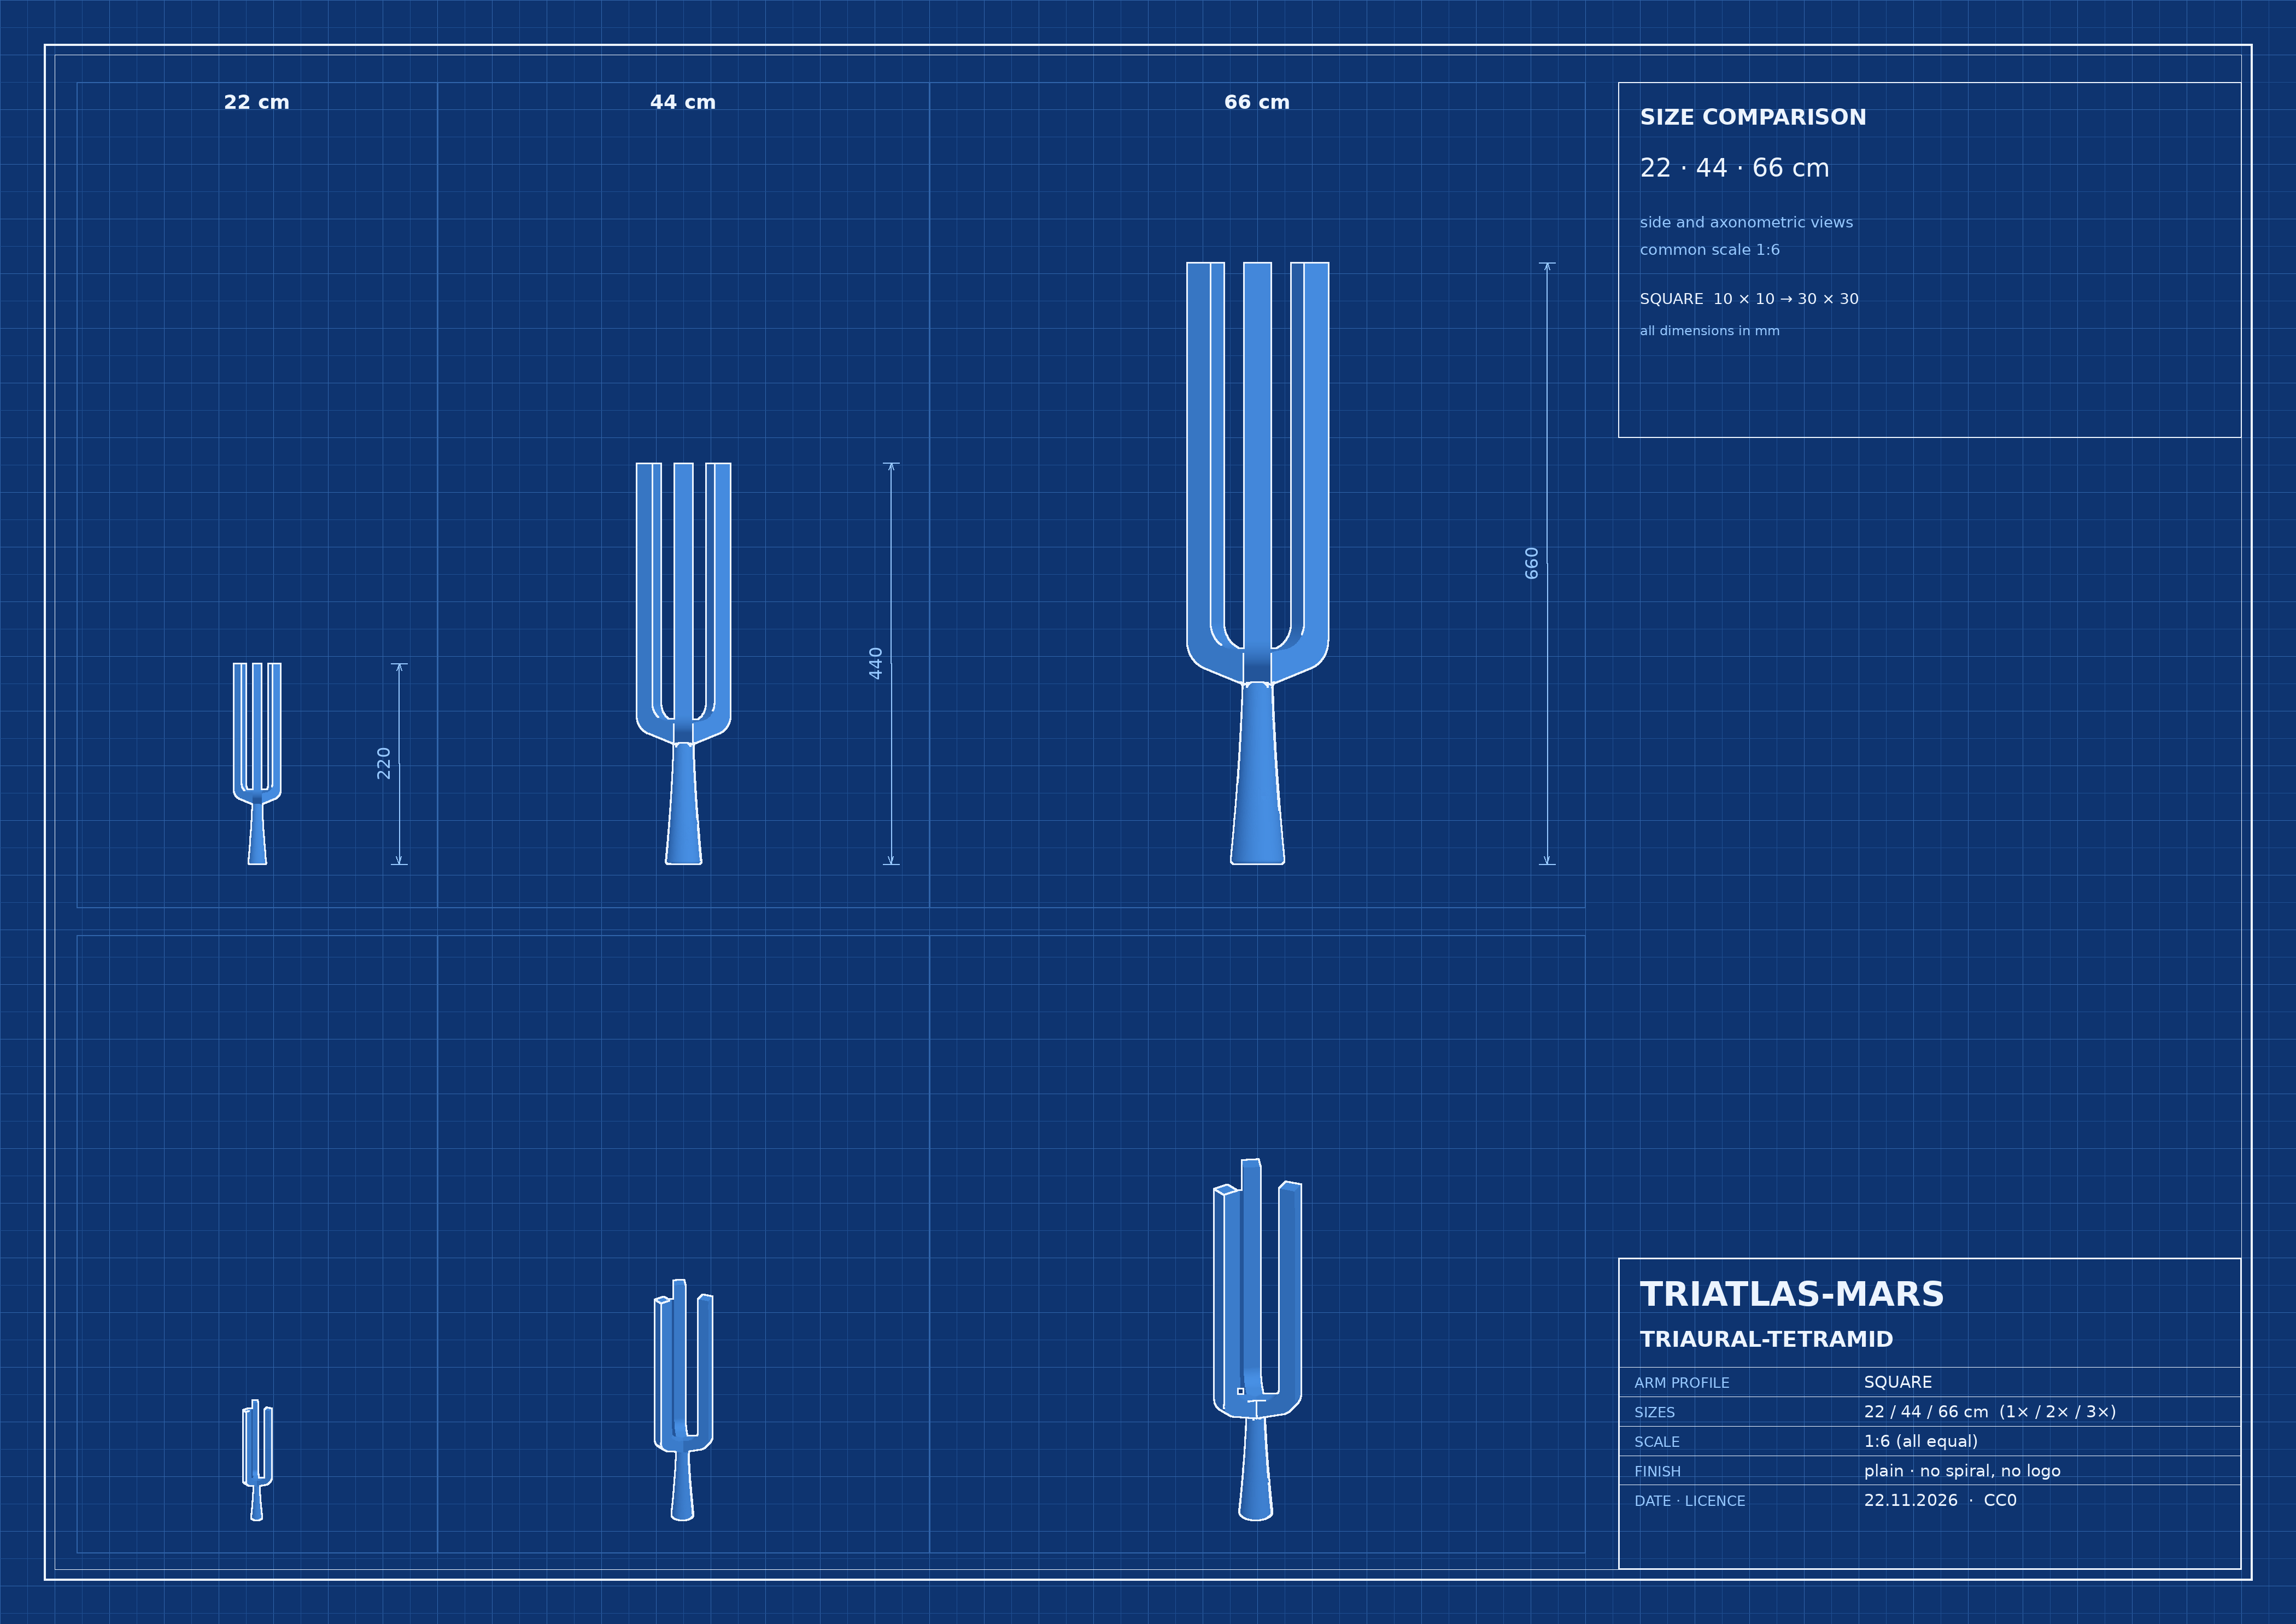 22 cm
44 cm
66 cm
220
440
660
SIZE COMPARISON
22 · 44 · 66 cm
side and axonometric views
common scale 1:6
SQUARE  10 × 10 → 30 × 30
all dimensions in mm
TRIATLAS-MARS
TRIAURAL-TETRAMID
ARM PROFILE SQUARE
SIZES 22 / 44 / 66 cm  (1× / 2× / 3×)
SCALE 1:6 (all equal)
FINISH plain · no spiral, no logo
DATE · LICENCE 22.11.2026  ·  CC0